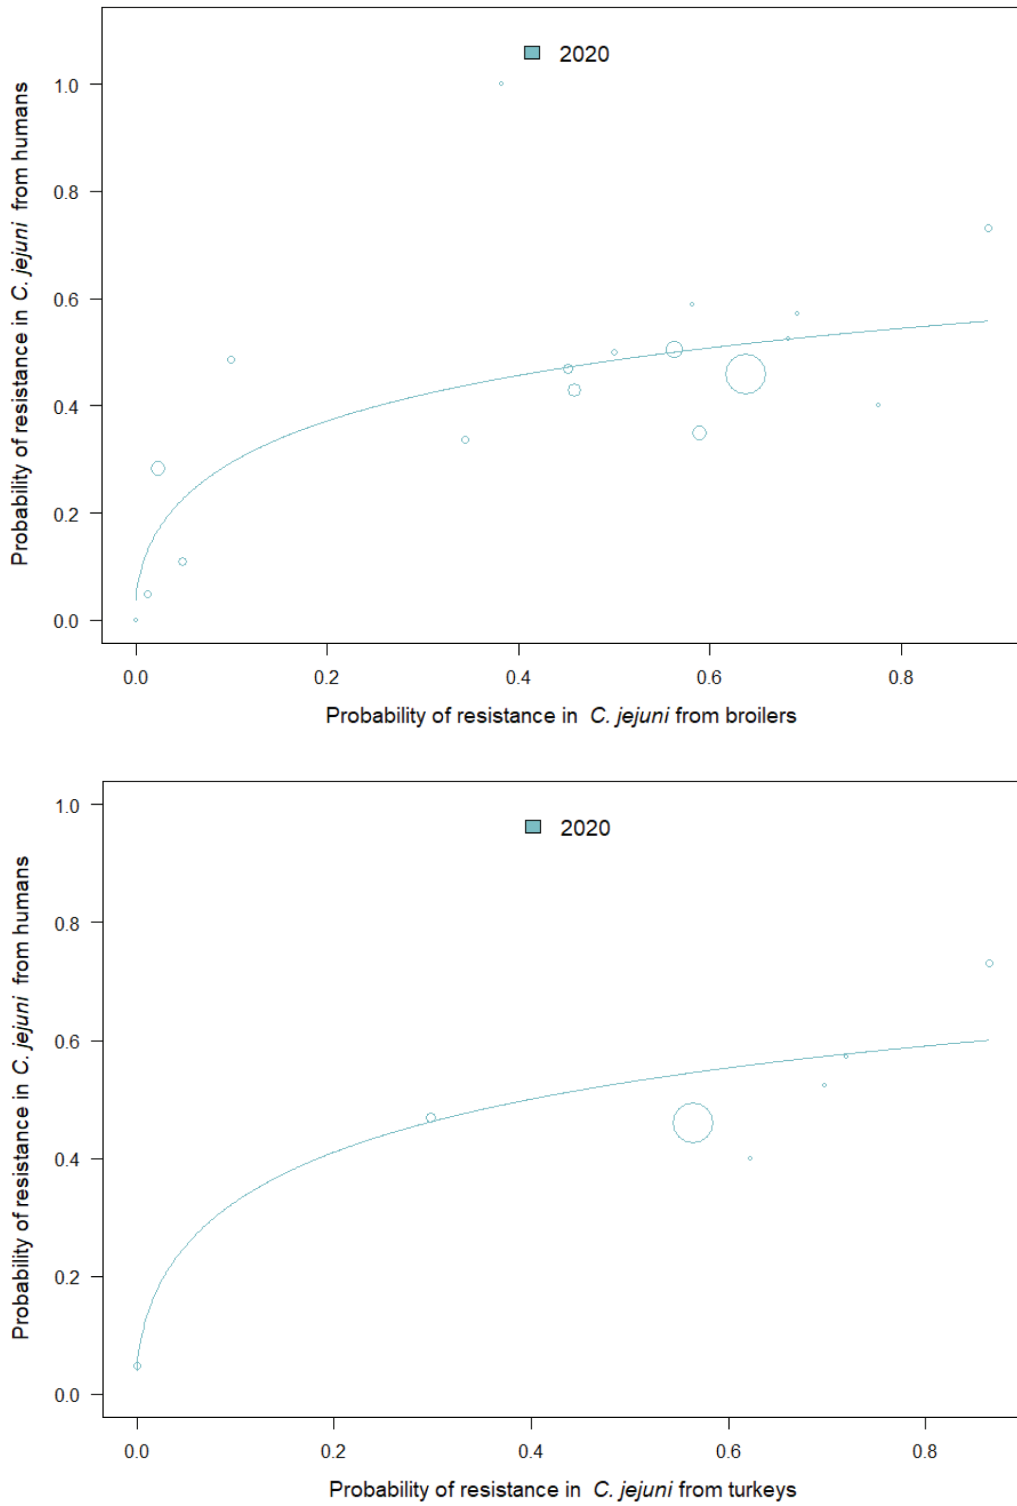 2020
Probability of resistance in C. jejuni from humans
1.0
0.8
0.6
0.4
0.2
0.0
0.0 0.2 0.4 0.6 0.8
Probability of resistance in C. jejuni from broilers
2020
Probability of resistance in C. jejuni from humans
1.0
0.8
0.6
0.4
0.2
0.0
0.0 0.2 0.4 0.6 0.8
Probability of resistance in C. jejuni from turkeys